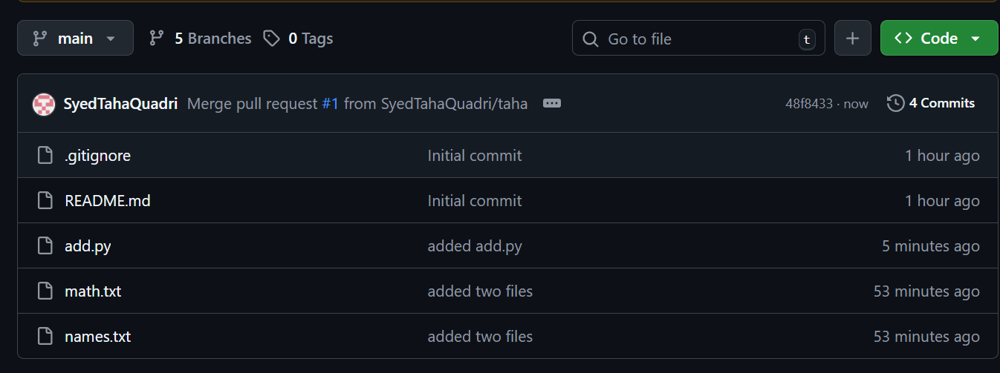 main 5 Branches 0 Tags Go to file t Code
SyedTahaQuadri Merge pull request #1 from SyedTahaQuadri/taha 48f8433 · now 4 Commits
.gitignore Initial commit 1 hour ago
README.md Initial commit 1 hour ago
add.py added add.py 5 minutes ago
math.txt added two files 53 minutes ago
names.txt added two files 53 minutes ago